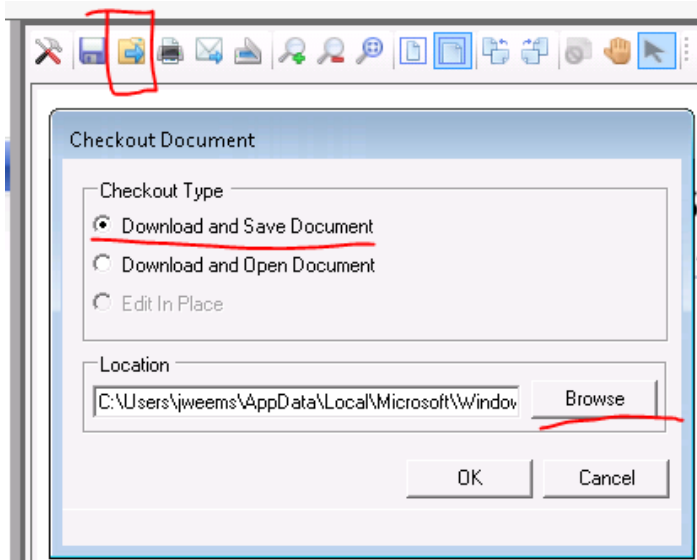 Checkout Document
Checkout Type
Download and Save Document
Download and Open Document
Edit In Place
Location
C:\Users\jweems\AppData\Local\Microsoft\Window
Browse
OK Cancel